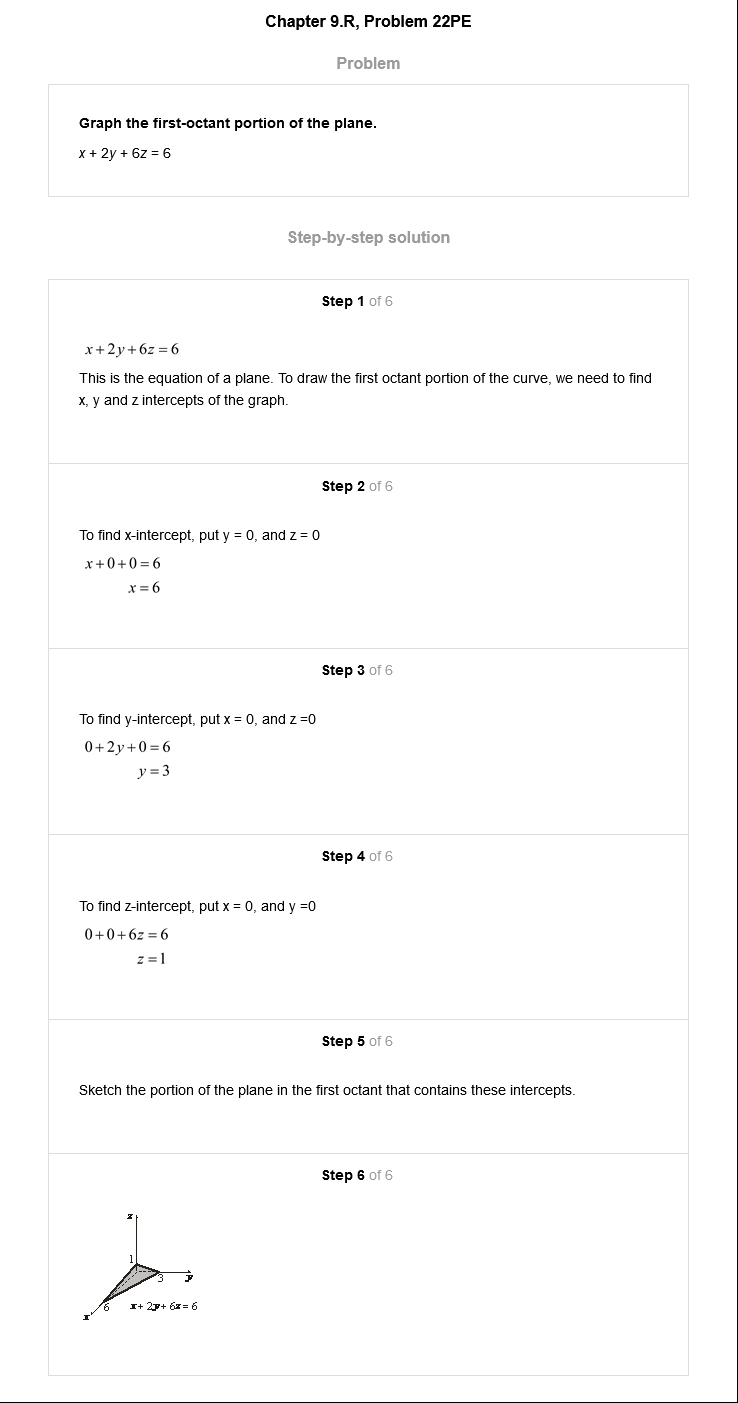 Chapter 9.R, Problem 22PE
Problem
Graph the first-octant portion of the plane.
x + 2y + 6z = 6
Step-by-step solution
Step 1 of 6
x+2y+6z=6
This is the equation of a plane. To draw the first octant portion of the curve, we need to find
x, y and z intercepts of the graph.
Step 2 of 6
To find x-intercept, put y = 0, and z = 0
x+0+0=6
x=6
Step 3 of 6
To find y-intercept, put x = 0, and z =0
0+2y+0=6
y=3
Step 4 of 6
To find z-intercept, put x = 0, and y =0
0+0+6z=6
z=1
Step 5 of 6
Sketch the portion of the plane in the first octant that contains these intercepts.
Step 6 of 6
z
1
3
y
6
x
x+ 2y+ 6z= 6